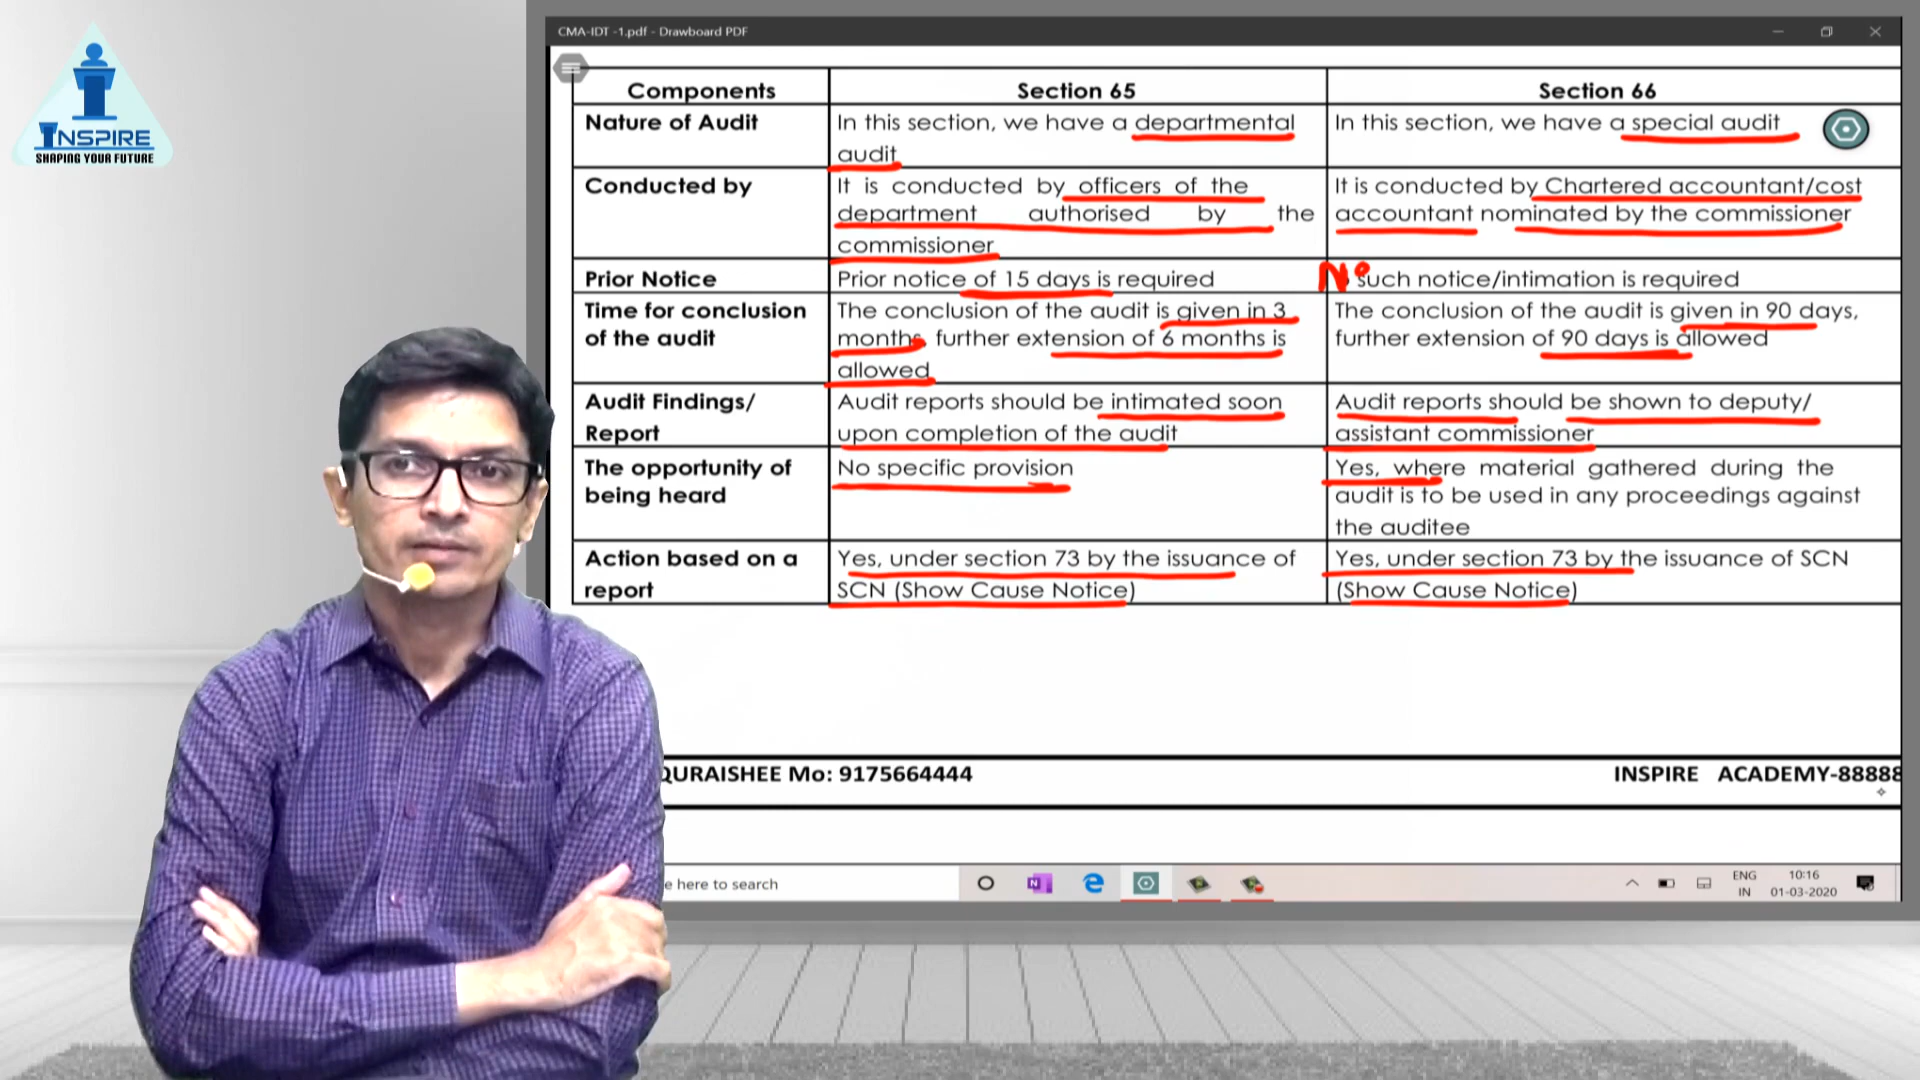 INSPIRE
SHAPING YOUR FUTURE
CMA-IDT -1.pdf - Drawboard PDF
Components Section 65 Section 66
Nature of Audit
In this section, we have a departmental
audit
In this section, we have a special audit
Conducted by
It is conducted by officers of the
department authorised by the
commissioner
It is conducted by Chartered accountant/cost
accountant nominated by the commissioner
Prior Notice
Prior notice of 15 days is required
No such notice/intimation is required
Time for conclusion
of the audit
The conclusion of the audit is given in 3
months, further extension of 6 months is
allowed
The conclusion of the audit is given in 90 days,
further extension of 90 days is allowed
Audit Findings/
Report
Audit reports should be intimated soon
upon completion of the audit
Audit reports should be shown to deputy/
assistant commissioner
The opportunity of
being heard
No specific provision
Yes, where material gathered during the
audit is to be used in any proceedings against
the auditee
Action based on a
report
Yes, under section 73 by the issuance of
SCN (Show Cause Notice)
Yes, under section 73 by the issuance of SCN
(Show Cause Notice)
QURAISHEE Mo: 9175664444
INSPIRE ACADEMY-88888
e here to search
ENG
IN
10:16
01-03-2020